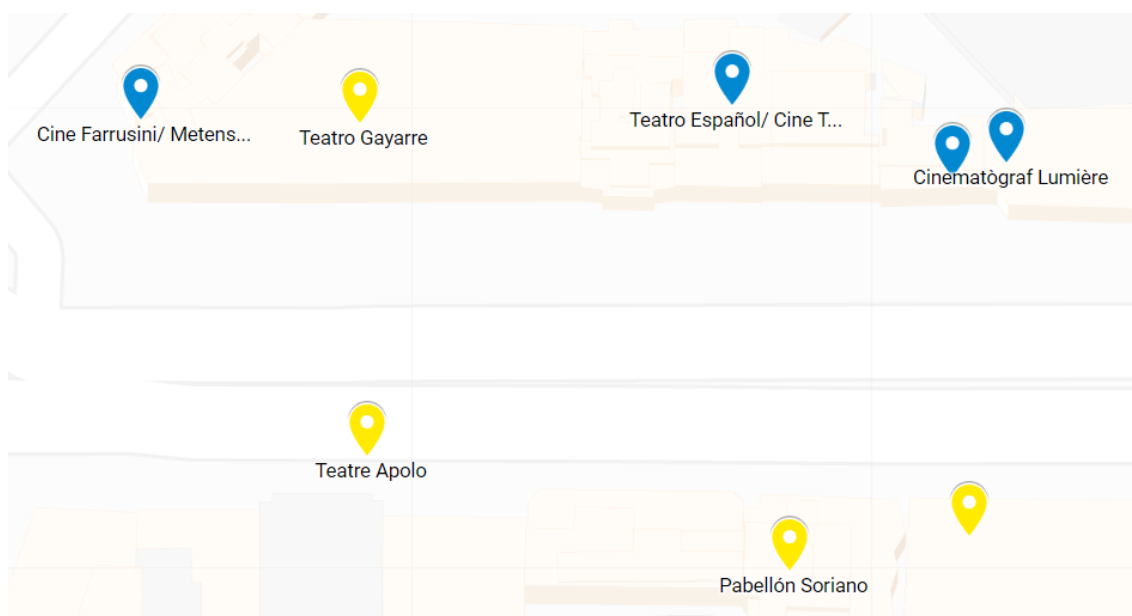 Cine Farrusini/ Metens...
Teatro Gayarre
Teatro Español/ Cine T...
Cinematògraf Lumière
Teatre Apolo
Pabellón Soriano